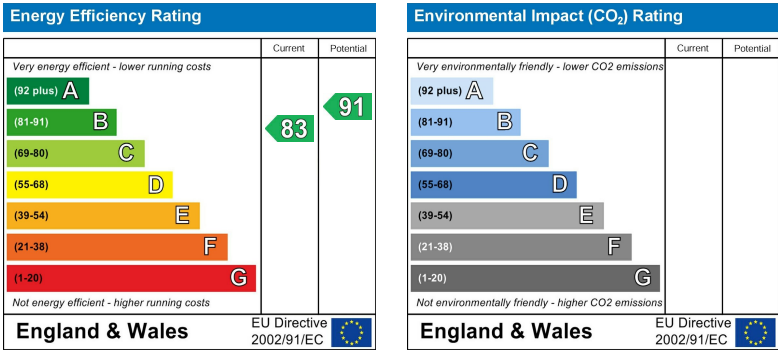 Energy Efficiency Rating
Current Potential
Very energy efficient - lower running costs
(92 plus) A
(81-91) B
(69-80) C
(55-68) D
(39-54) E
(21-38) F
(1-20) G
83
91
Not energy efficient - higher running costs
England & Wales
EU Directive
2002/91/EC
Environmental Impact (CO₂) Rating
Current Potential
Very environmentally friendly - lower CO2 emissions
(92 plus) A
(81-91) B
(69-80) C
(55-68) D
(39-54) E
(21-38) F
(1-20) G
Not environmentally friendly - higher CO2 emissions
England & Wales
EU Directive
2002/91/EC